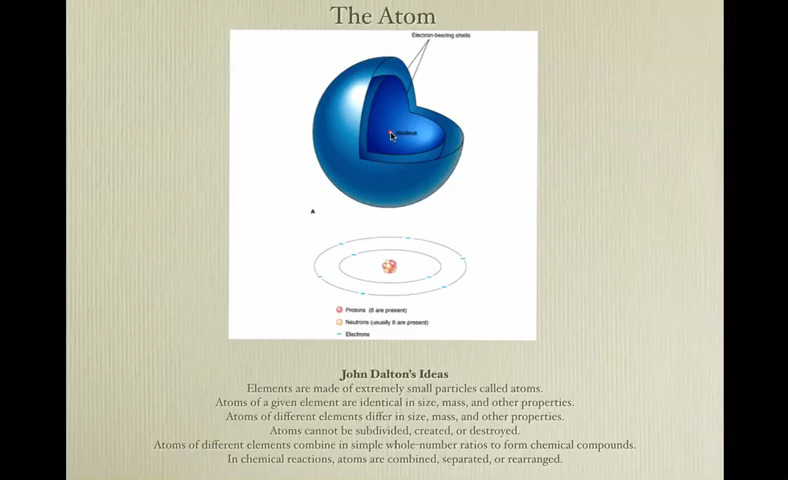 The Atom
Electron-bearing shells
Nucleus
A
Protons (6 are present)
Neutrons (usually 6 are present)
Electrons
John Dalton's Ideas
Elements are made of extremely small particles called atoms.
Atoms of a given element are identical in size, mass, and other properties.
Atoms of different elements differ in size, mass, and other properties.
Atoms cannot be subdivided, created, or destroyed.
Atoms of different elements combine in simple whole-number ratios to form chemical compounds.
In chemical reactions, atoms are combined, separated, or rearranged.